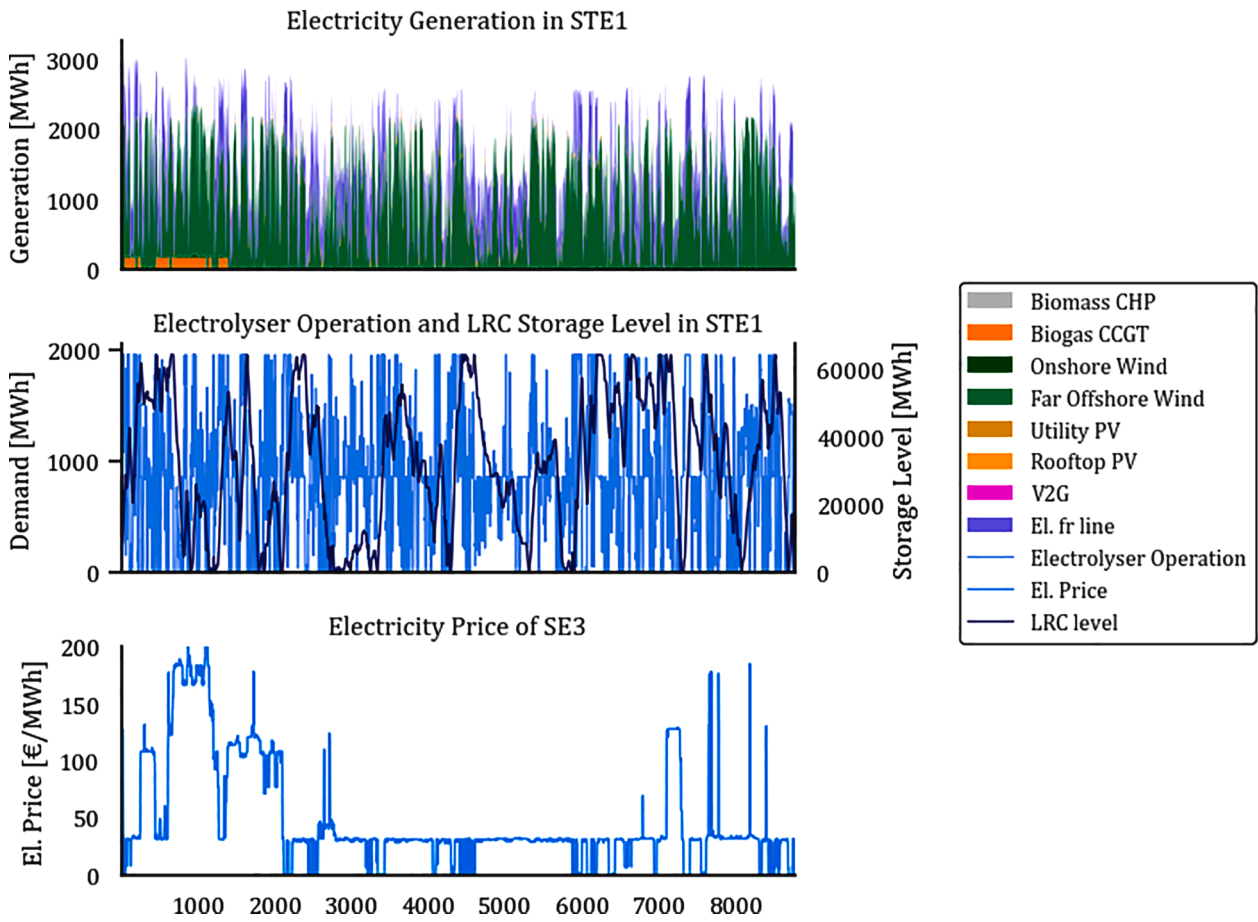 Electricity Generation in STE1
Generation [MWh]
3000
2000
1000
0
Electrolyser Operation and LRC Storage Level in STE1
Demand [MWh]
2000
1000
0
60000
40000
20000
0
Storage Level [MWh]
Electricity Price of SE3
El. Price [€/MWh]
200
150
100
50
0
1000 2000 3000 4000 5000 6000 7000 8000
Biomass CHP
Biogas CCGT
Onshore Wind
Far Offshore Wind
Utility PV
Rooftop PV
V2G
El. fr line
Electrolyser Operation
El. Price
LRC level